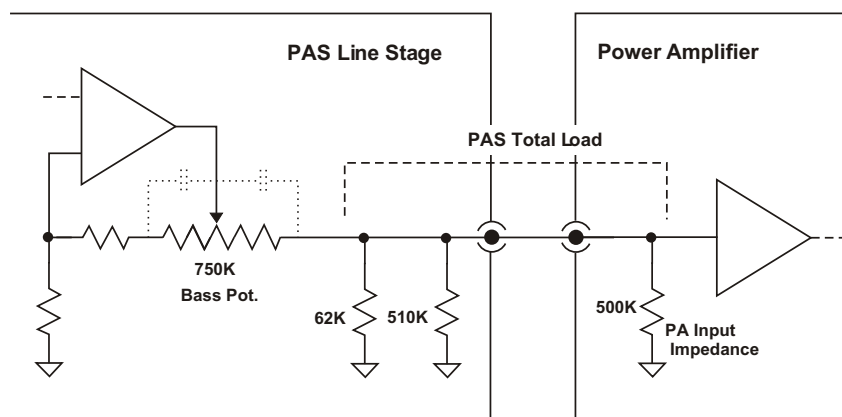 PAS Line Stage
Power Amplifier
PAS Total Load
750K
Bass Pot.
62K
510K
500K
PA Input
Impedance